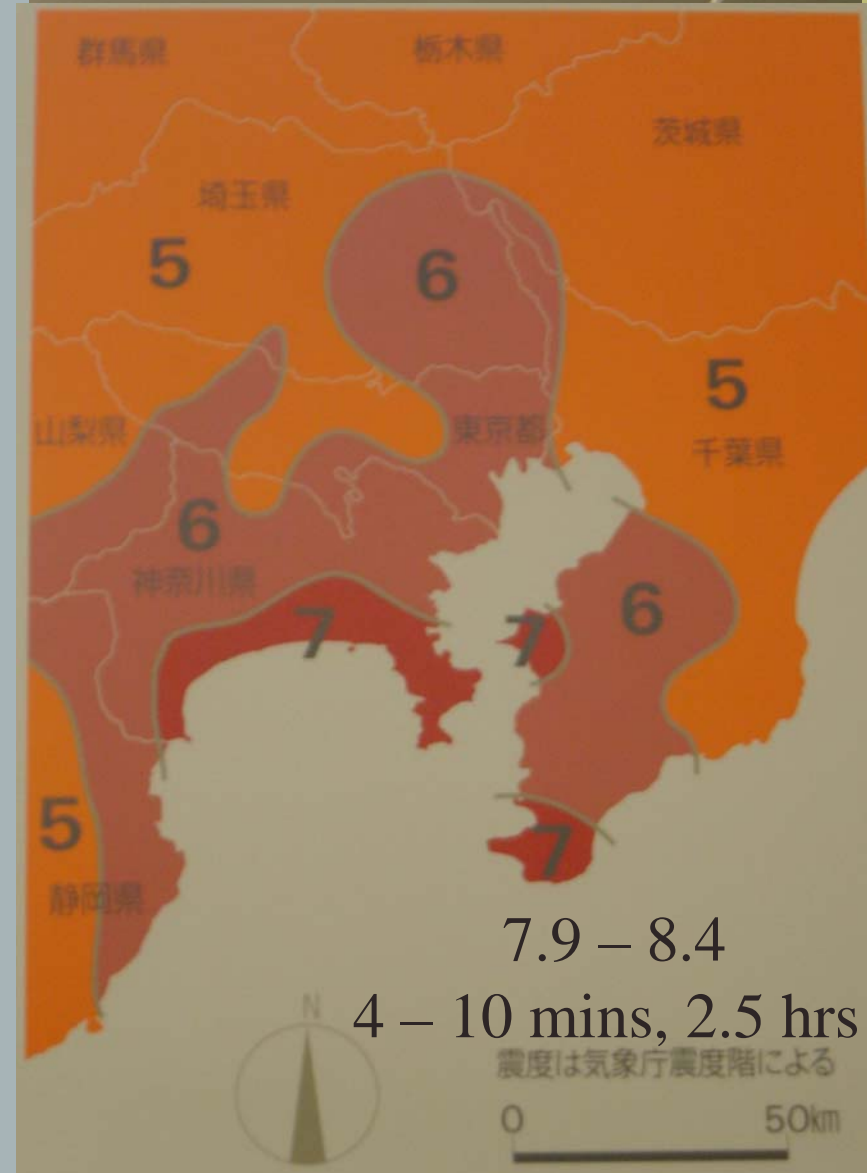 群馬県
栃木県
茨城県
埼玉県
5
6
5
山梨県
東京都
千葉県
6
神奈川県
6
7
7
5
7
静岡県
7.9 – 8.4
N
4 – 10 mins, 2.5 hrs
震度は気象庁震度階による
0 50km